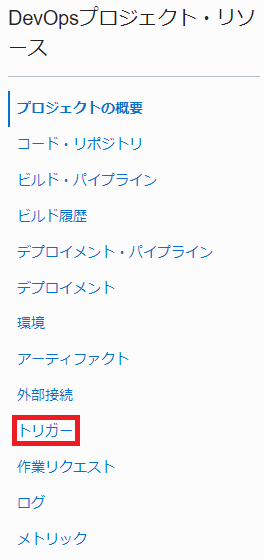 DevOpsプロジェクト・リソ
ース
プロジェクトの概要
コード・リポジトリ
ビルド・パイプライン
ビルド履歴
デプロイメント・パイプライン
デプロイメント
環境
アーティファクト
外部接続
トリガー
作業リクエスト
ログ
メトリック